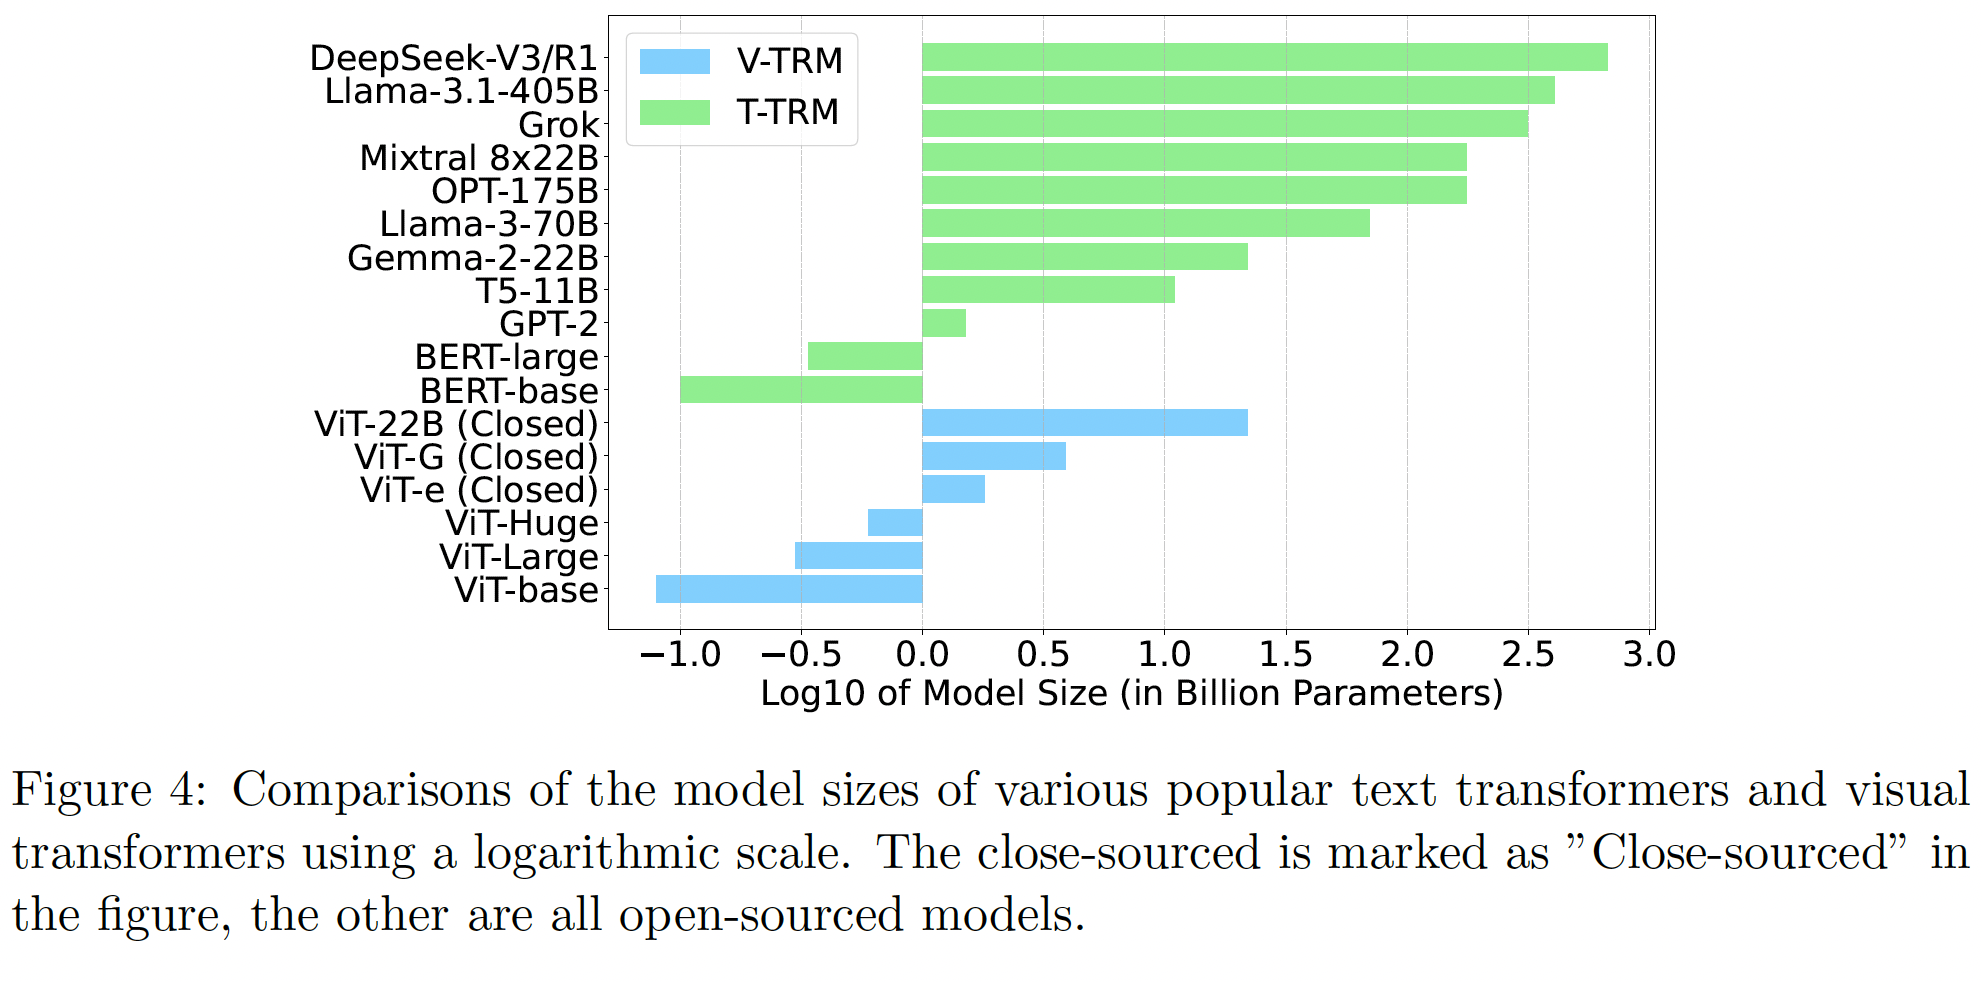 V-TRM
T-TRM
DeepSeek-V3/R1
Llama-3.1-405B
Grok
Mixtral 8x22B
OPT-175B
Llama-3-70B
Gemma-2-22B
T5-11B
GPT-2
BERT-large
BERT-base
ViT-22B (Closed)
ViT-G (Closed)
ViT-e (Closed)
ViT-Huge
ViT-Large
ViT-base
−1.0 −0.5 0.0 0.5 1.0 1.5 2.0 2.5 3.0
Log10 of Model Size (in Billion Parameters)
Figure 4: Comparisons of the model sizes of various popular text transformers and visual
transformers using a logarithmic scale. The close-sourced is marked as ”Close-sourced” in
the figure, the other are all open-sourced models.